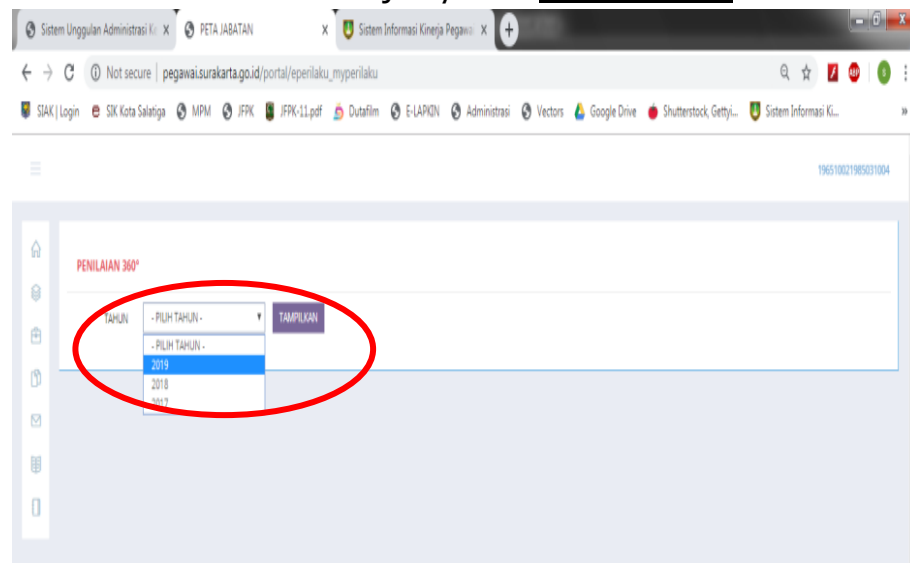 Sistem Unggulan Administrasi Ke PETA JABATAN Sistem Informasi Kinerja Pegawai
Not secure | pegawai.surakarta.go.id/portal/eperilaku_myperilaku
SIAK | Login SIK Kota Salatiga MPM JFPK JFPK-11.pdf Dutafilm E-LAPKIN Administrasi Vectors Google Drive Shutterstock, Gettyi... Sistem Informasi Ki... »
196510021985031004
PENILAIAN 360°
TAHUN - PILIH TAHUN - TAMPILKAN
- PILIH TAHUN -
2019
2018
2017